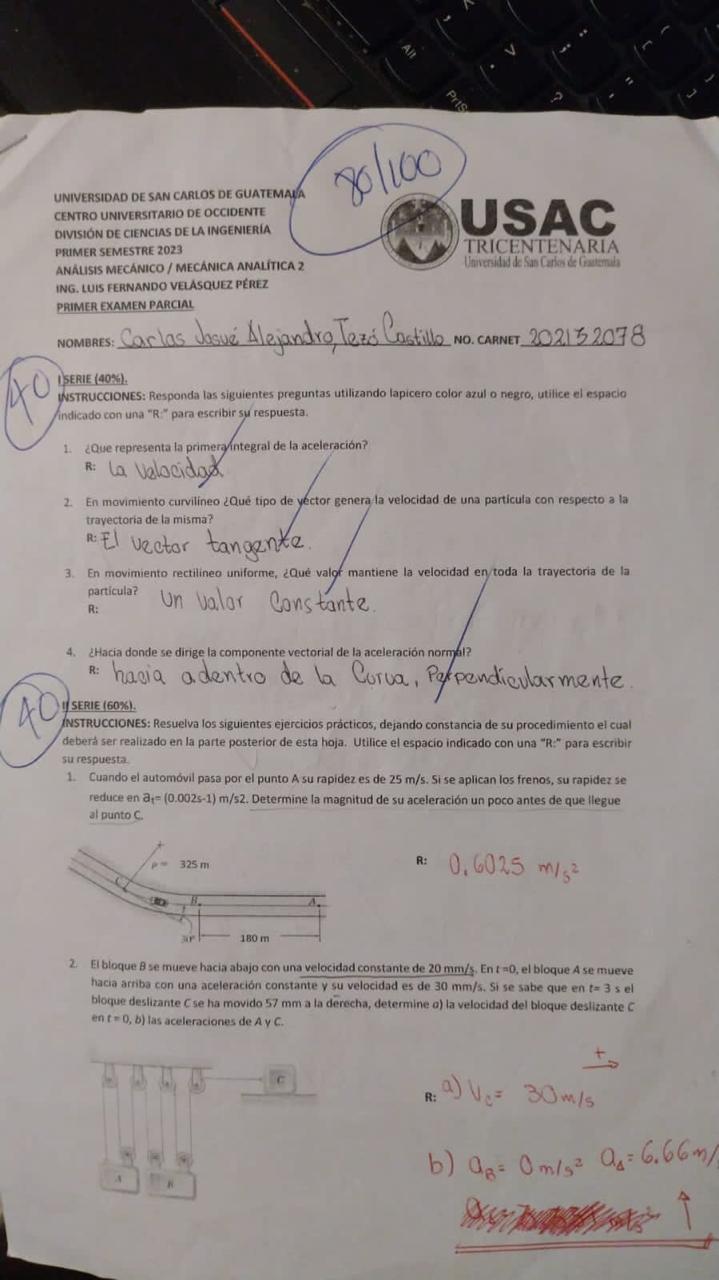 Alt
PrtSc
80/100
UNIVERSIDAD DE SAN CARLOS DE GUATEMALA
CENTRO UNIVERSITARIO DE OCCIDENTE
DIVISIÓN DE CIENCIAS DE LA INGENIERÍA
PRIMER SEMESTRE 2023
ANÁLISIS MECÁNICO / MECÁNICA ANALÍTICA 2
ING. LUIS FERNANDO VELÁSQUEZ PÉREZ
PRIMER EXAMEN PARCIAL
USAC
TRICENTENARIA
Universidad de San Carlos de Guatemala
NOMBRES: Carlos Josué Alejandro, Tezó Castillo NO. CARNET 202132078
40
I SERIE (40%).
INSTRUCCIONES: Responda las siguientes preguntas utilizando lapicero color azul o negro, utilice el espacio
indicado con una "R:" para escribir su respuesta.
1. ¿Que representa la primera integral de la aceleración?
R: La Velocidad
2. En movimiento curvilíneo ¿Qué tipo de vector genera la velocidad de una partícula con respecto a la
trayectoria de la misma?
R: El vector tangente.
3. En movimiento rectilíneo uniforme, ¿Qué valor mantiene la velocidad en toda la trayectoria de la
partícula?
R: Un Valor Constante.
4. ¿Hacia donde se dirige la componente vectorial de la aceleración normal?
R: hacia adentro de la Curva, Perpendicularmente.
40
II SERIE (60%).
INSTRUCCIONES: Resuelva los siguientes ejercicios prácticos, dejando constancia de su procedimiento el cual
deberá ser realizado en la parte posterior de esta hoja. Utilice el espacio indicado con una "R:" para escribir
su respuesta.
1. Cuando el automóvil pasa por el punto A su rapidez es de 25 m/s. Si se aplican los frenos, su rapidez se
reduce en at= (0.002s-1) m/s2. Determine la magnitud de su aceleración un poco antes de que llegue
al punto C.
ρ = 325 m
R: 0,6025 m/s²
C
B
A
30°
180 m
2. El bloque B se mueve hacia abajo con una velocidad constante de 20 mm/s. En t =0, el bloque A se mueve
hacia arriba con una aceleración constante y su velocidad es de 30 mm/s. Si se sabe que en t= 3 s el
bloque deslizante C se ha movido 57 mm a la derecha, determine a) la velocidad del bloque deslizante C
en t = 0, b) las aceleraciones de A y C.
C
A
B
+
R: a) Vc= 30 m/s
b) aB= 0 m/s² aA= 6.66 m/